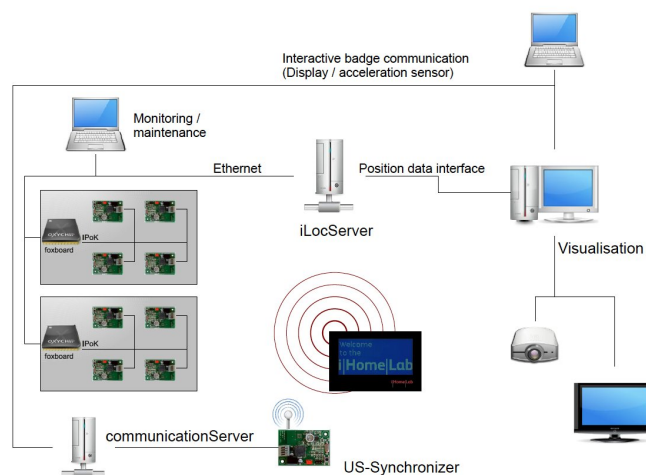 Interactive badge communication
(Display / acceleration sensor)
Monitoring /
maintenance
Ethernet
Position data interface
iLocServer
Visualisation
IPoK
foxboard
IPoK
foxboard
Welcome
to the
i|Home|Lab
communicationServer
US-Synchronizer